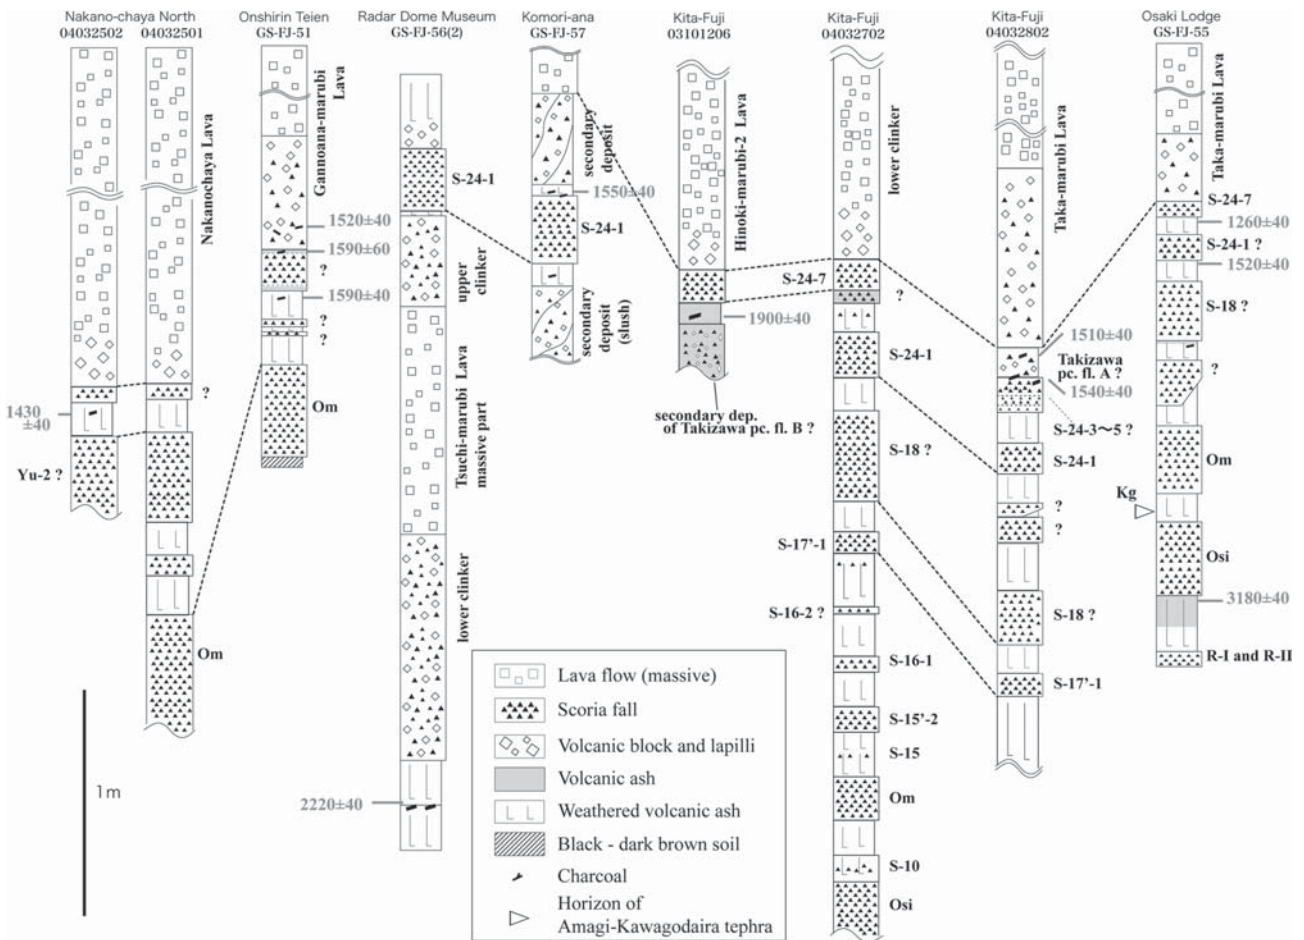 Nakano-chaya North
04032502
04032501
Onshirin Teien
GS-FJ-51
Radar Dome Museum
GS-FJ-56(2)
Komori-ana
GS-FJ-57
Kita-Fuji
03101206
Kita-Fuji
04032702
Kita-Fuji
04032802
Osaki Lodge
GS-FJ-55
1430
±40
Yu-2 ?
Nakanochaya Lava
?
Om
Gannoana-marubi
Lava
1520±40
1590±60
?
1590±40
?
?
Om
S-24-1
upper
clinker
Tsuchi-marubi Lava
massive part
lower clinker
2220±40
secondary
deposit
1550±40
S-24-1
secondary
deposit
(slush)
Hinoki-marubi-2 Lava
1900±40
secondary dep.
of Takizawa pc. fl. B ?
lower clinker
S-24-7
?
S-24-1
S-18 ?
S-17'-1
S-16-2 ?
S-16-1
S-15'-2
S-15
Om
S-10
Osi
Taka-marubi Lava
1510±40
Takizawa
pc. fl. A ?
1540±40
S-24-3～5 ?
S-24-1
?
?
S-18 ?
S-17'-1
Taka-marubi Lava
S-24-7
1260±40
S-24-1 ?
1520±40
S-18 ?
?
Om
Kg
Osi
3180±40
R-I and R-II
1m
Lava flow (massive)
Scoria fall
Volcanic block and lapilli
Volcanic ash
Weathered volcanic ash
Black - dark brown soil
Charcoal
Horizon of
Amagi-Kawagodaira tephra